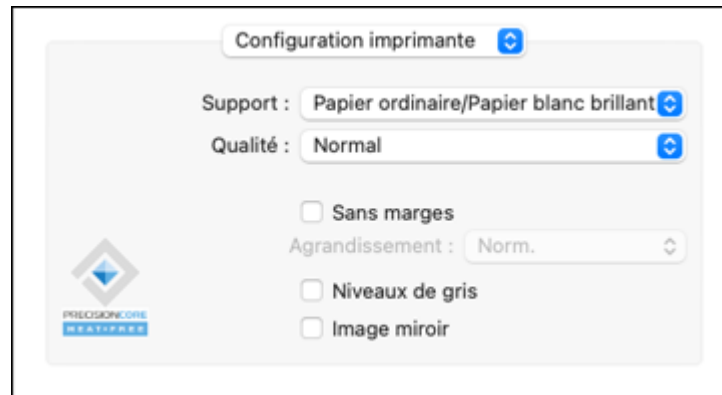 Configuration imprimante
Support : Papier ordinaire/Papier blanc brillant
Qualité : Normal
Sans marges
Agrandissement : Norm.
Niveaux de gris
PRECISIONCORE
HEAT-FREE
Image miroir